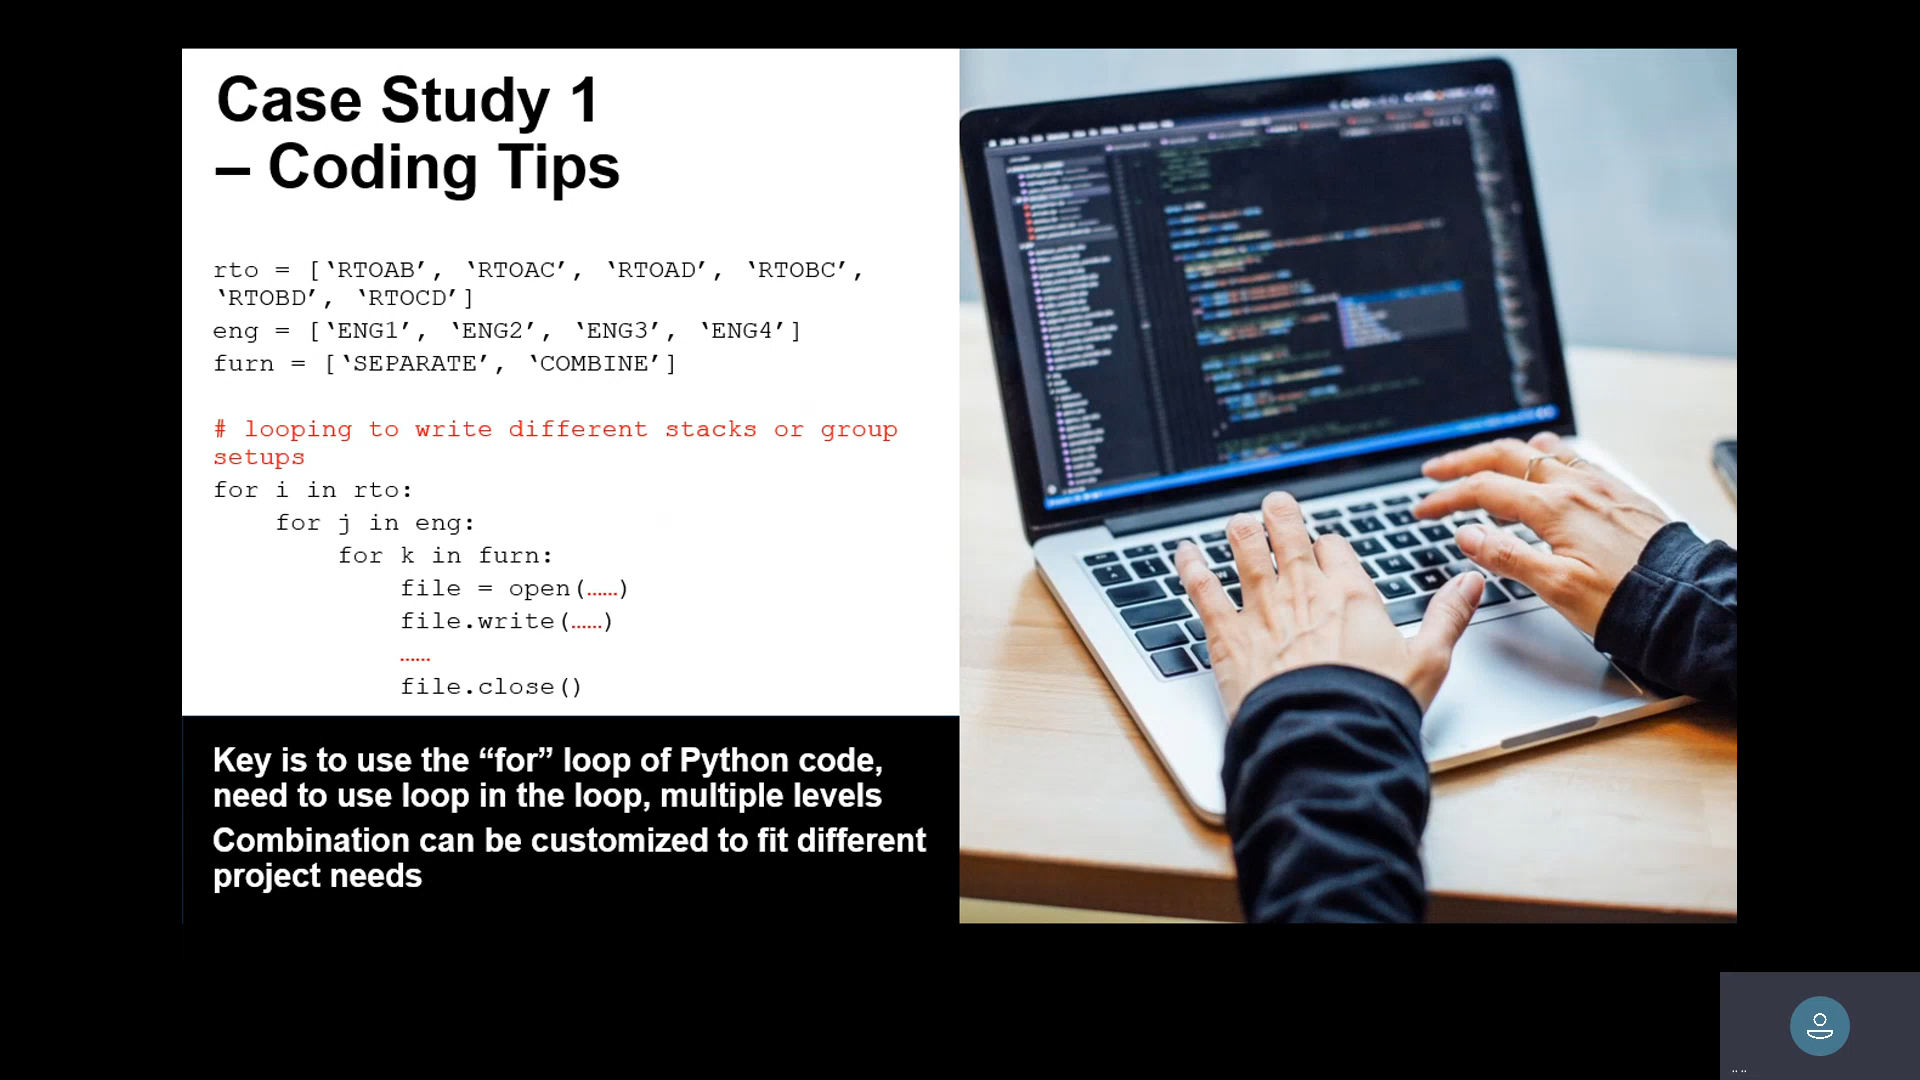 Case Study 1
– Coding Tips
rto = [‘RTOAB’, ‘RTOAC’, ‘RTOAD’, ‘RTOBC’,
‘RTOBD’, ‘RTOCD’]
eng = [‘ENG1’, ‘ENG2’, ‘ENG3’, ‘ENG4’]
furn = [‘SEPARATE’, ‘COMBINE’]
# looping to write different stacks or group
setups
for i in rto:
for j in eng:
for k in furn:
file = open(……)
file.write(……)
……
file.close()
Key is to use the “for” loop of Python code,
need to use loop in the loop, multiple levels
Combination can be customized to fit different
project needs